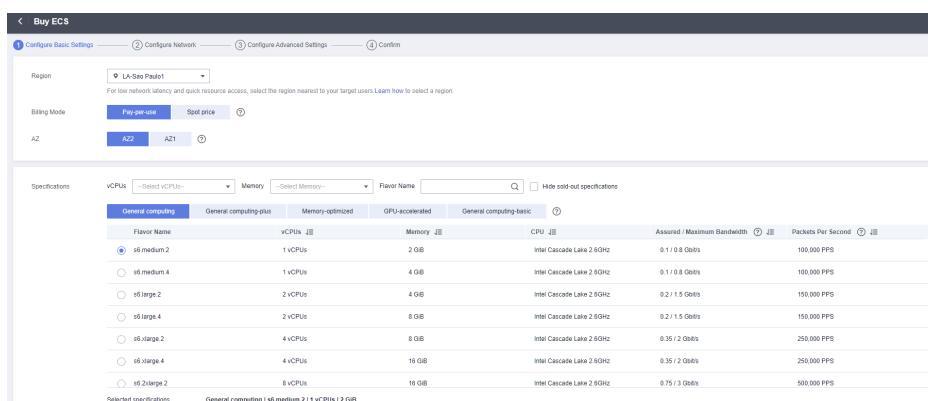 Buy ECS
1 Configure Basic Settings 2 Configure Network 3 Configure Advanced Settings 4 Confirm
Region LA-Sao Paulo1
For low network latency and quick resource access, select the region nearest to your target users.Learn how to select a region.
Billing Mode Pay-per-use Spot price
AZ AZ2 AZ1
Specifications vCPUs --Select vCPUs-- Memory --Select Memory-- Flavor Name Hide sold-out specifications
General computing General computing-plus Memory-optimized GPU-accelerated General computing-basic
Flavor Name vCPUs Memory CPU Assured / Maximum Bandwidth Packets Per Second
s6.medium.2 1 vCPUs 2 GiB Intel Cascade Lake 2.6GHz 0.1 / 0.8 Gbit/s 100,000 PPS
s6.medium.4 1 vCPUs 4 GiB Intel Cascade Lake 2.6GHz 0.1 / 0.8 Gbit/s 100,000 PPS
s6.large.2 2 vCPUs 4 GiB Intel Cascade Lake 2.6GHz 0.2 / 1.5 Gbit/s 150,000 PPS
s6.large.4 2 vCPUs 8 GiB Intel Cascade Lake 2.6GHz 0.2 / 1.5 Gbit/s 150,000 PPS
s6.xlarge.2 4 vCPUs 8 GiB Intel Cascade Lake 2.6GHz 0.35 / 2 Gbit/s 250,000 PPS
s6.xlarge.4 4 vCPUs 16 GiB Intel Cascade Lake 2.6GHz 0.35 / 2 Gbit/s 250,000 PPS
s6.2xlarge.2 8 vCPUs 16 GiB Intel Cascade Lake 2.6GHz 0.75 / 3 Gbit/s 500,000 PPS
Selected specifications General computing | s6.medium.2 | 1 vCPUs | 2 GiB